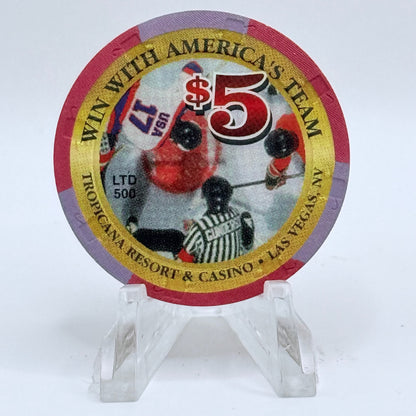 WIN WITH AMERICA'S TEAM
$5
USA
17
LTD
500
TROPICANA RESORT & CASINO • LAS VEGAS, NV